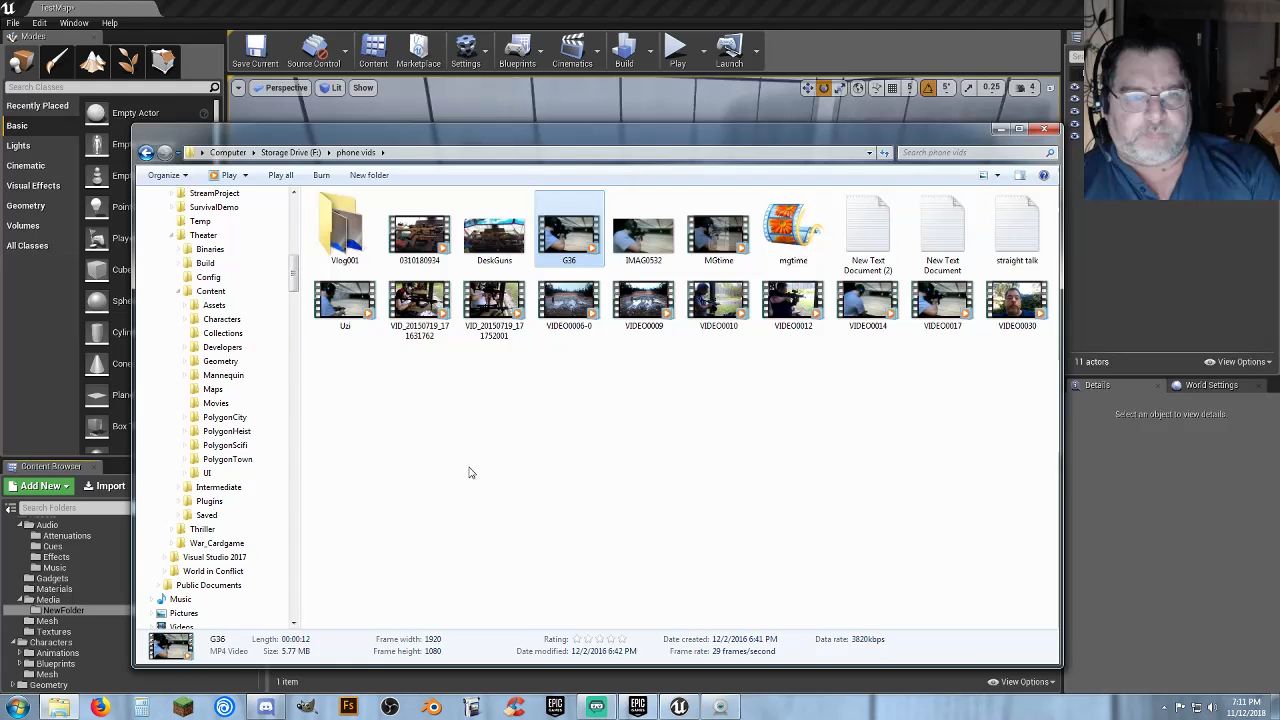 TestMap*
File Edit Window Help
Modes
Search Classes
Recently Placed
Basic
Lights
Cinematic
Visual Effects
Geometry
Volumes
All Classes
Empty Actor
Save Current Source Control Content Marketplace Settings Blueprints Cinematics Build Play Launch
Perspective Lit Show 5 5° 0.25 4
Computer Storage Drive (F:) phone vids Search phone vids
Organize Play Play all Burn New folder
StreamProject
SurvivalDemo
Temp
Theater
Binaries
Build
Config
Content
Assets
Characters
Collections
Developers
Geometry
Mannequin
Maps
Movies
PolygonCity
PolygonHeist
PolygonScifi
PolygonTown
UI
Intermediate
Plugins
Saved
Thriller
War_Cardgame
Visual Studio 2017
World in Conflict
Public Documents
Music
Pictures
Videos
Vlog001 0310180934 DeskGuns G36 IMAG0532 MGtime mgtime New Text Document (2) New Text Document straight talk
Uzi VID_20150719_171631762 VID_20150719_171752001 VIDEO0006-0 VIDEO0009 VIDEO0010 VIDEO0012 VIDEO0014 VIDEO0017 VIDEO0030
G36 Length: 00:00:12 Frame width: 1920 Rating: Date created: 12/2/2016 6:41 PM Data rate: 3820kbps
MP4 Video Size: 5.77 MB Frame height: 1080 Date modified: 12/2/2016 6:42 PM Frame rate: 29 frames/second
11 actors View Options
Details World Settings
Select an object to view details.
Content Browser
Add New Import
Search Folders
Audio
Attenuations
Cues
Effects
Music
Gadgets
Materials
Media
NewFolder
Mesh
Textures
Characters
Animations
Blueprints
Mesh
Geometry
1 item View Options
7:11 PM
11/12/2018